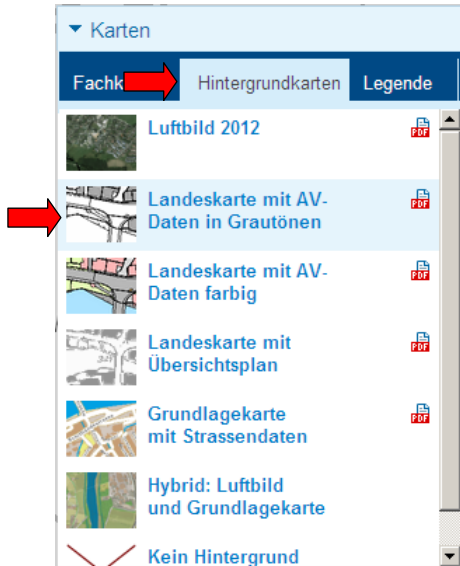 Karten
Fachk
Hintergrundkarten
Legende
Luftbild 2012
PDF
Landeskarte mit AV-
Daten in Grautönen
PDF
Landeskarte mit AV-
Daten farbig
PDF
Landeskarte mit
Übersichtsplan
PDF
Grundlagekarte
mit Strassendaten
PDF
Hybrid: Luftbild
und Grundlagekarte
Kein Hintergrund